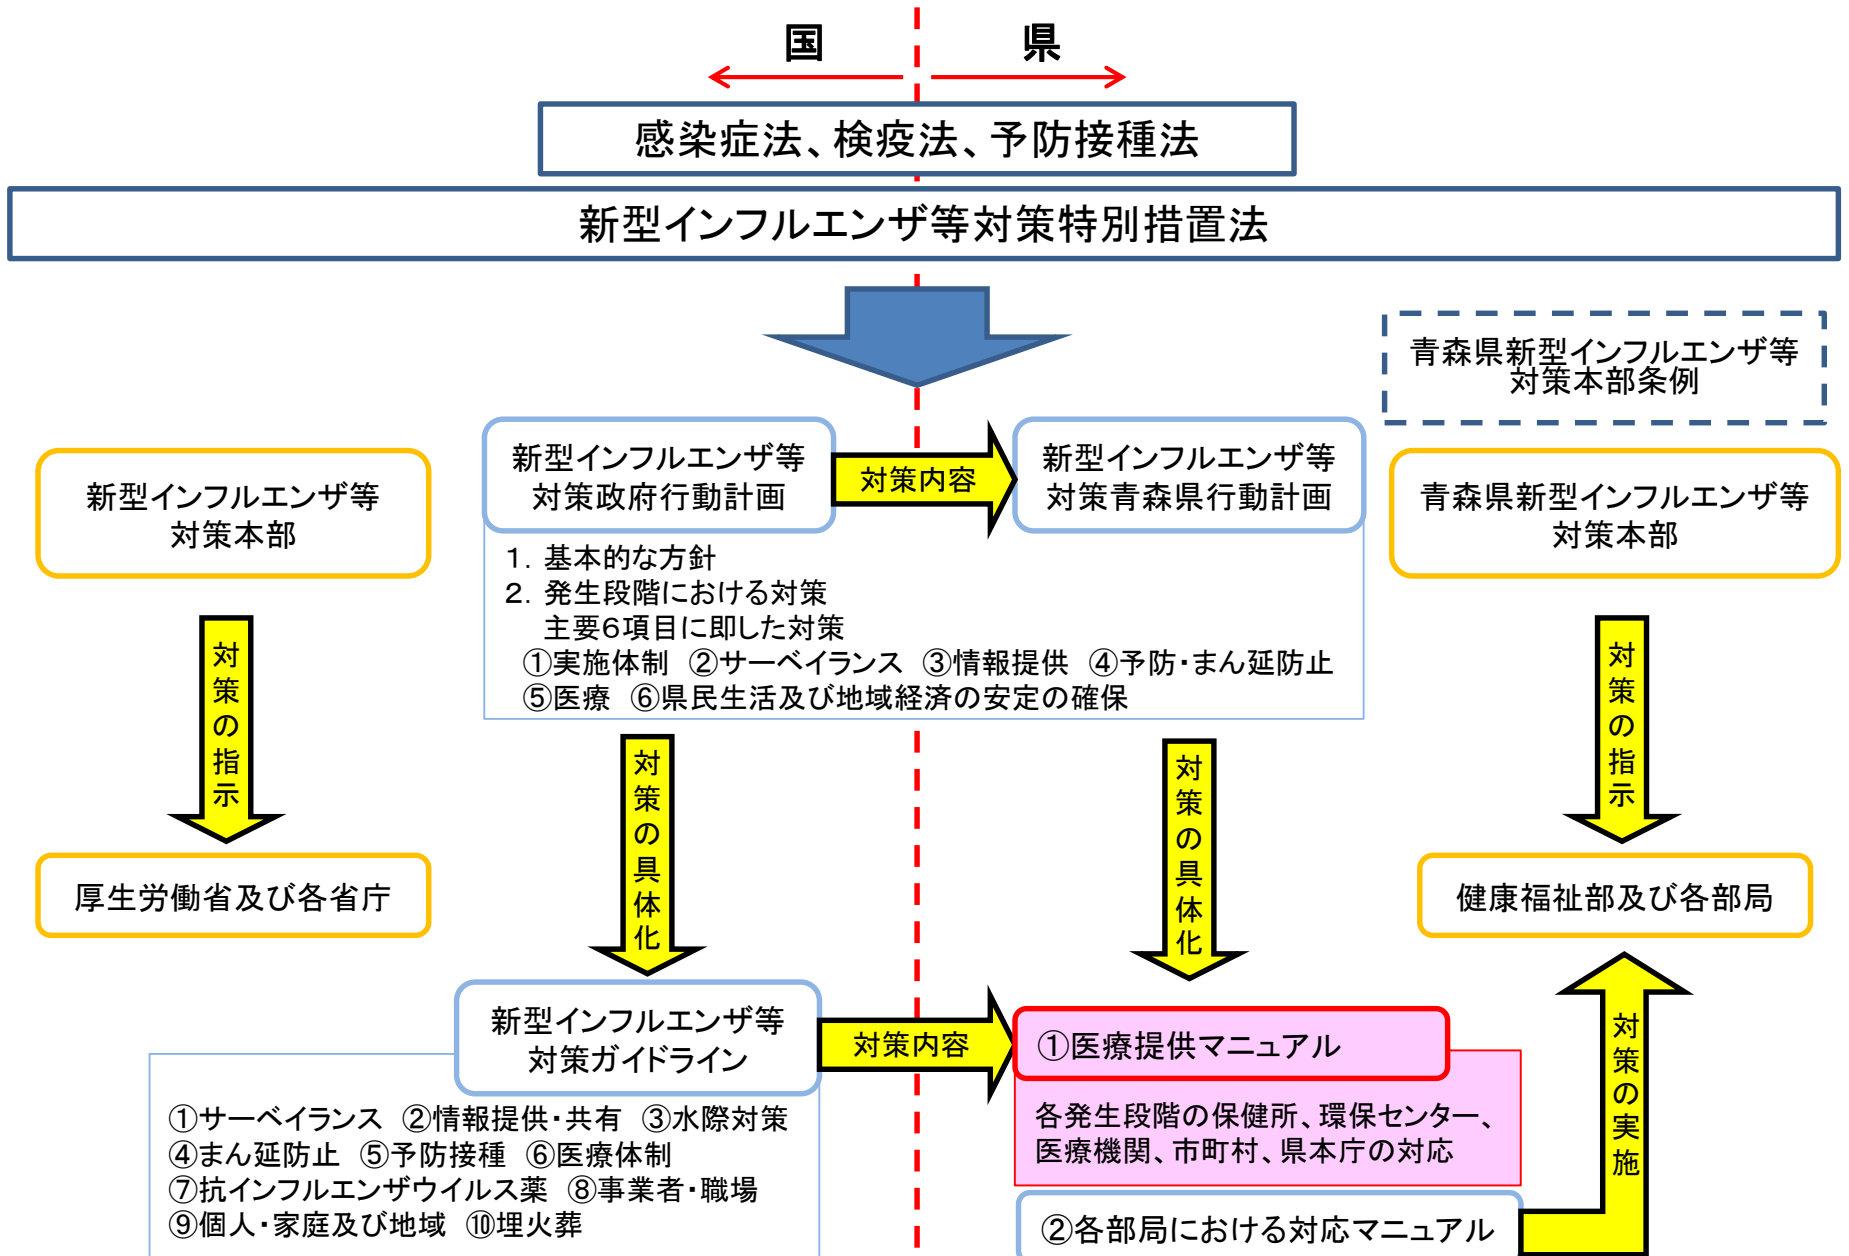 国
県
感染症法、検疫法、予防接種法
新型インフルエンザ等対策特別措置法
青森県新型インフルエンザ等
対策本部条例
新型インフルエンザ等
対策本部
新型インフルエンザ等
対策政府行動計画
対策内容
新型インフルエンザ等
対策青森県行動計画
青森県新型インフルエンザ等
対策本部
1. 基本的な方針
2. 発生段階における対策
主要6項目に即した対策
①実施体制 ②サーベイランス ③情報提供 ④予防・まん延防止
⑤医療 ⑥県民生活及び地域経済の安定の確保
対策の指示
対策の具体化
対策の具体化
対策の指示
厚生労働省及び各省庁
健康福祉部及び各部局
新型インフルエンザ等
対策ガイドライン
対策内容
①医療提供マニュアル
各発生段階の保健所、環保センター、
医療機関、市町村、県本庁の対応
対策の実施
①サーベイランス ②情報提供・共有 ③水際対策
④まん延防止 ⑤予防接種 ⑥医療体制
⑦抗インフルエンザウイルス薬 ⑧事業者・職場
⑨個人・家庭及び地域 ⑩埋火葬
②各部局における対応マニュアル